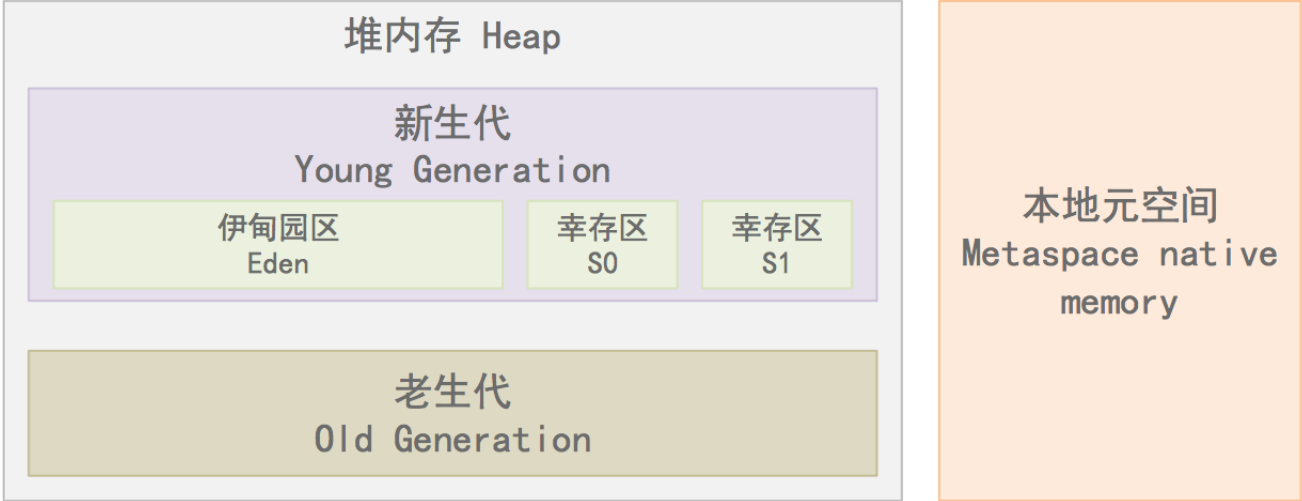 堆内存 Heap
新生代
Young Generation
伊甸园区
Eden
幸存区
S0
幸存区
S1
老生代
Old Generation
本地元空间
Metaspace native
memory